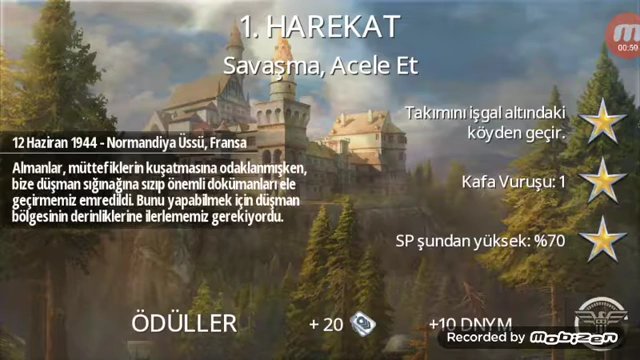 1. HAREKAT
Savaşma, Acele Et
00:59
Takımını işgal altındaki
köyden geçir.
12 Haziran 1944 - Normandiya Üssü, Fransa
Almanlar, müttefiklerin kuşatmasına odaklanmışken,
bize düşman sığınağına sızıp önemli dokümanları ele
geçirmemiz emredildi. Bunu yapabilmek için düşman
bölgesinin derinliklerine ilerlememiz gerekiyordu.
Kafa Vuruşu: 1
SP şundan yüksek: %70
ÖDÜLLER
+ 20
+10 DNYM
Recorded by Mobizen